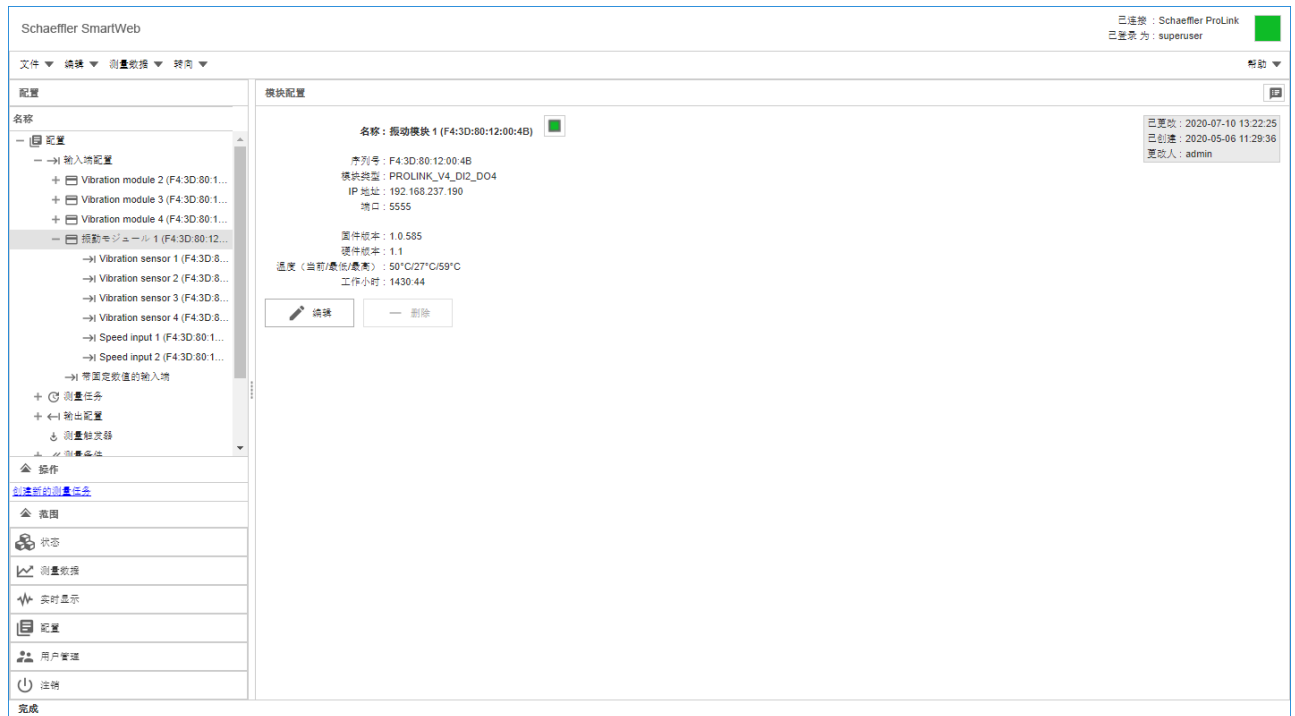 Schaeffler SmartWeb
已连接 : Schaeffler ProLink
已登录 为 : superuser
文件 编辑 测量数据 转向 帮助
配置
模块配置
名称
配置
输入端配置
Vibration module 2 (F4:3D:80:1...
Vibration module 3 (F4:3D:80:1...
Vibration module 4 (F4:3D:80:1...
振動モジュール 1 (F4:3D:80:12...
Vibration sensor 1 (F4:3D:8...
Vibration sensor 2 (F4:3D:8...
Vibration sensor 3 (F4:3D:8...
Vibration sensor 4 (F4:3D:8...
Speed input 1 (F4:3D:80:1...
Speed input 2 (F4:3D:80:1...
带固定数值的输入端
测量任务
输出配置
测量触发器
测量条件
名称 : 振动模块 1 (F4:3D:80:12:00:4B)
序列号 : F4:3D:80:12:00:4B
模块类型 : PROLINK_V4_DI2_DO4
IP 地址 : 192.168.237.190
端口 : 5555
固件版本 : 1.0.585
硬件版本 : 1.1
温度（当前/最低/最高） : 50°C/27°C/59°C
工作小时 : 1430:44
编辑
删除
已更改 : 2020-07-10 13:22:25
已创建 : 2020-05-06 11:29:36
更改人 : admin
操作
创建新的测量任务
范围
状态
测量数据
实时显示
配置
用户管理
注销
完成